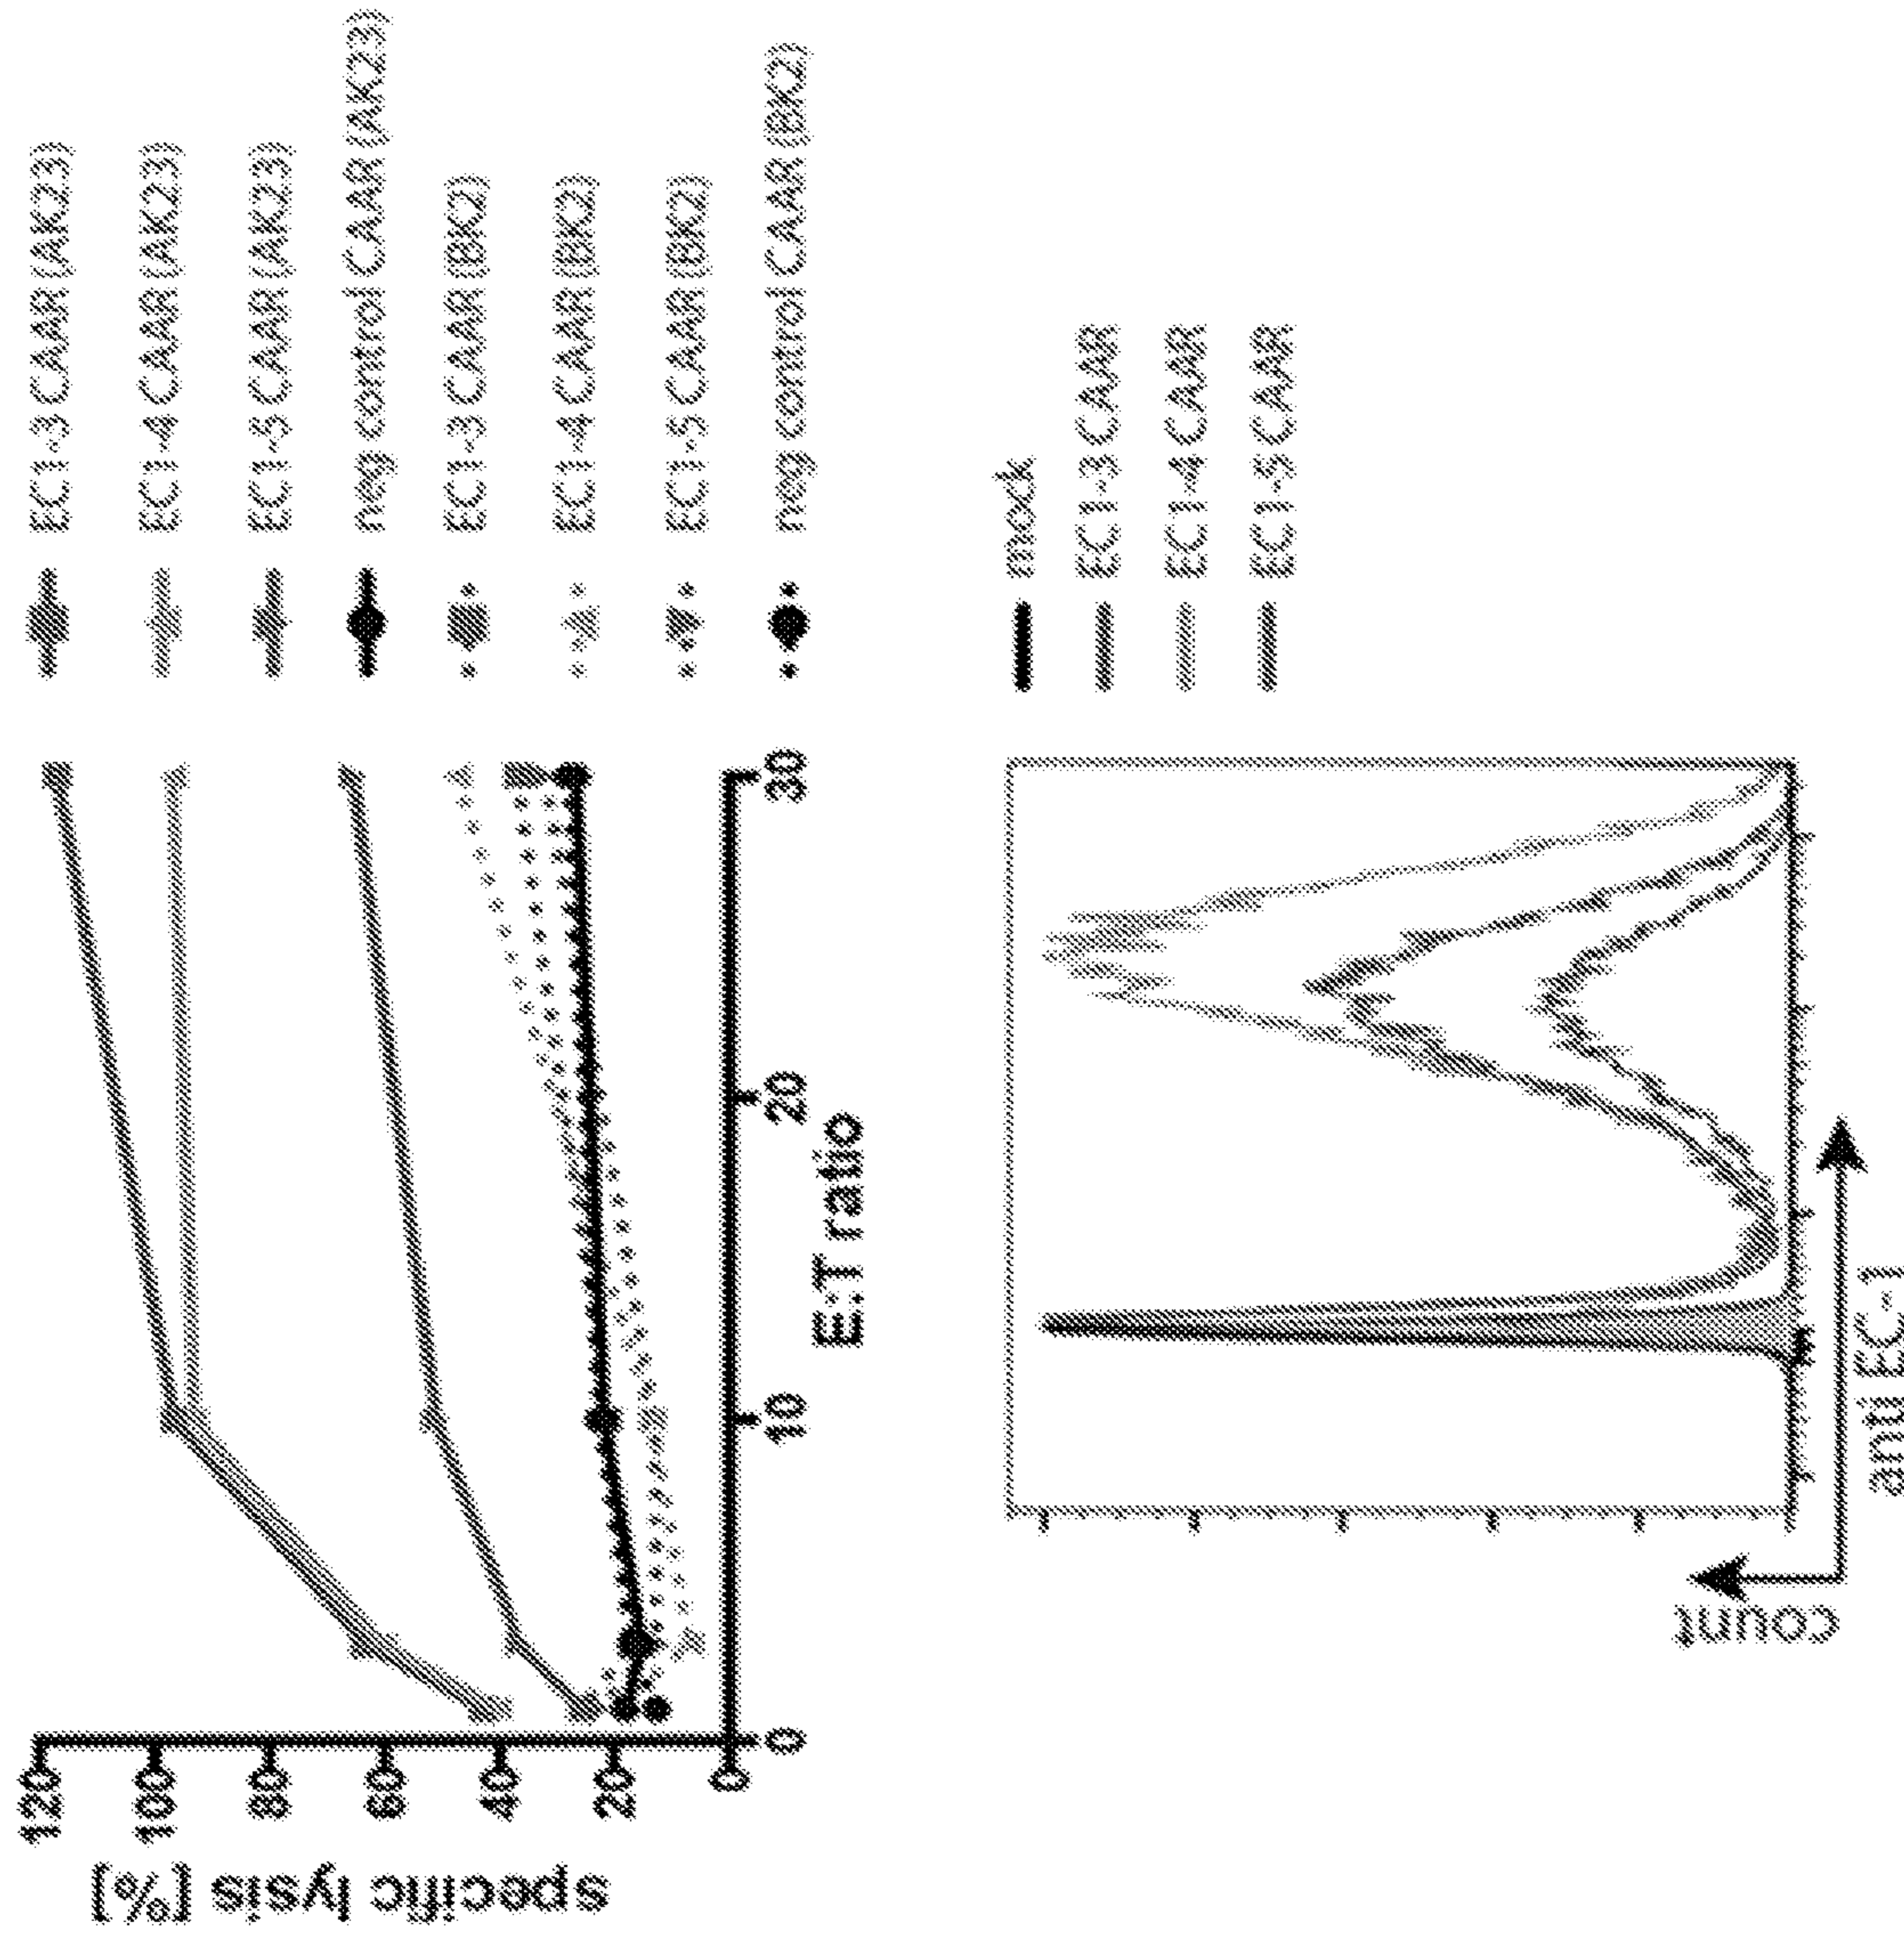 specific lysis [%]
120
100
80
60
40
20
0
0
10
20
30
E:T ratio
EC1-3 CAAR (AK23)
EC1-4 CAAR (AK23)
EC1-5 CAAR (AK23)
neg control CAAR (AK23)
EC1-3 CAAR (BK2)
EC1-4 CAAR (BK2)
EC1-5 CAAR (BK2)
neg control CAAR (BK2)
count
anti EC-1
mock
EC1-3 CAAR
EC1-4 CAAR
EC1-5 CAAR